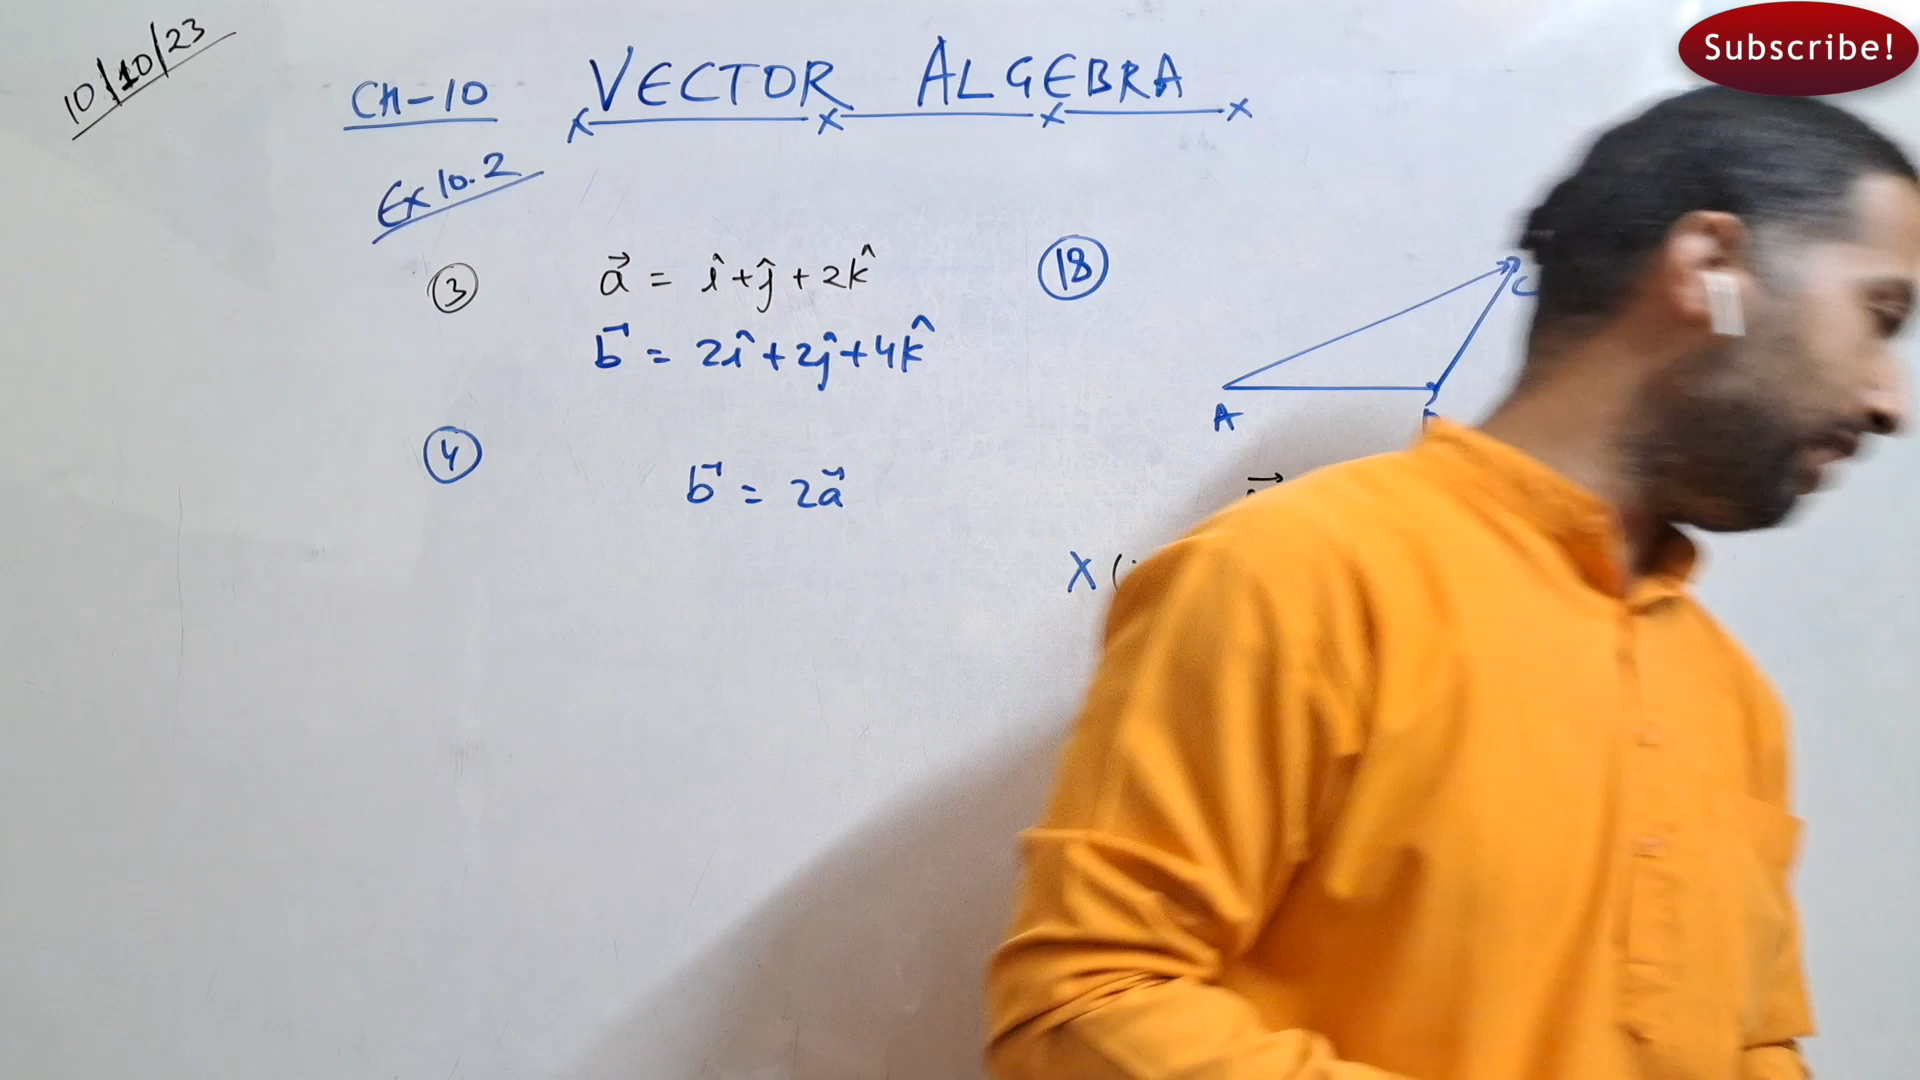 10/10/23
Subscribe!
CH-10 VECTOR ALGEBRA
Ex 10.2
③ a⃗ = î + ĵ + 2k̂
b⃗ = 2î + 2ĵ + 4k̂
④ b⃗ = 2a⃗
⑱
C
A
X (